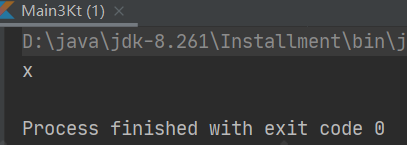 Main3Kt (1)
D:\java\jdk-8.261\Installment\bin\j
x
Process finished with exit code 0